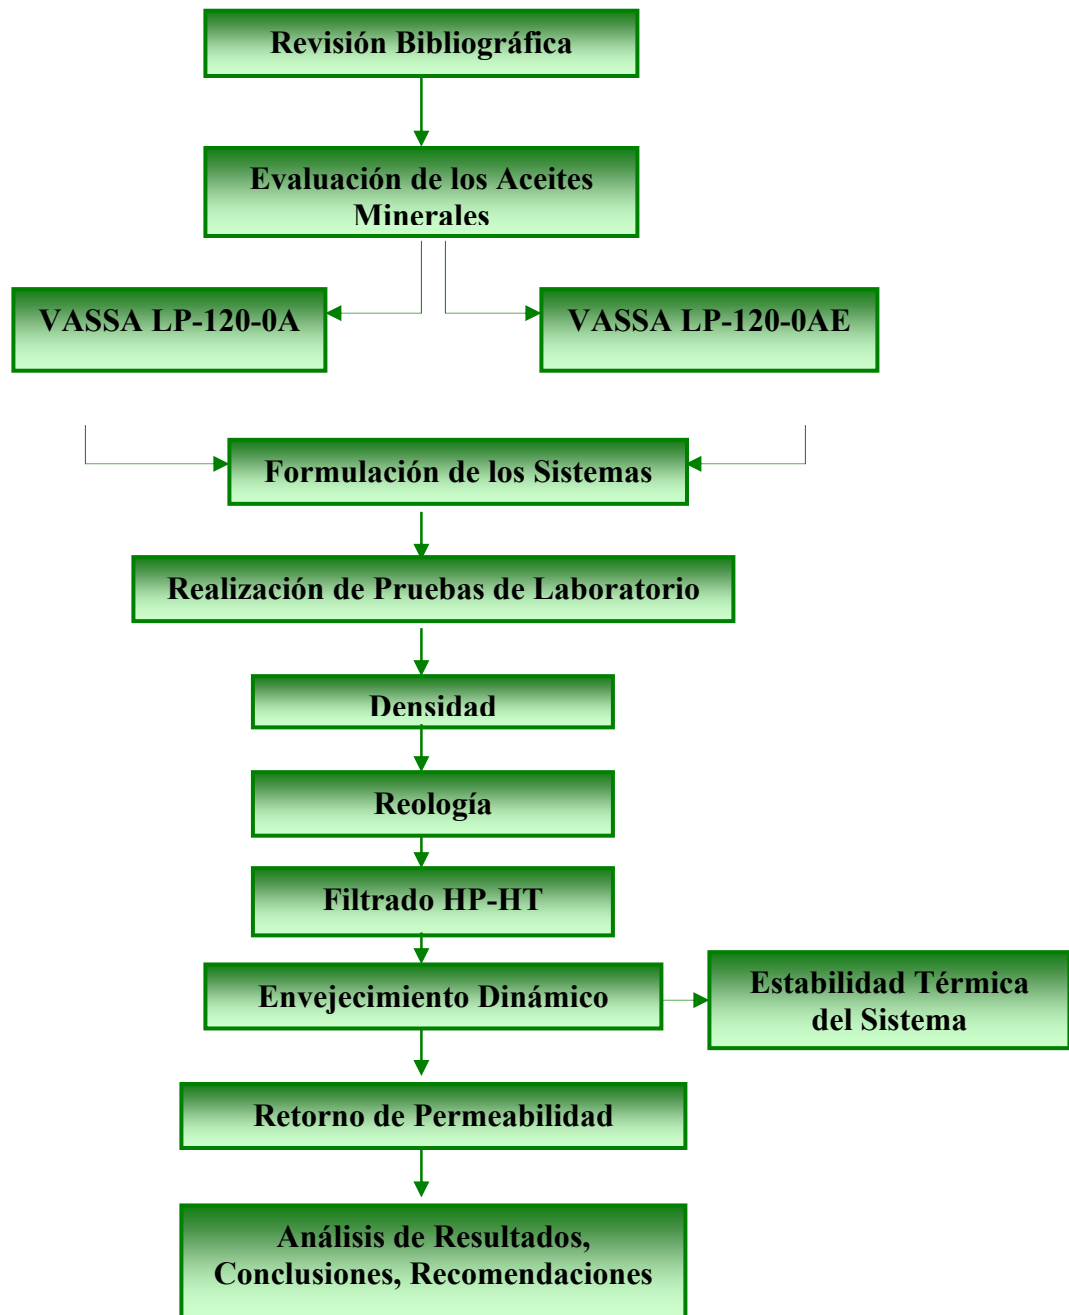 Revisión Bibliográfica
Evaluación de los Aceites
Minerales
VASSA LP-120-0A
VASSA LP-120-0AE
Formulación de los Sistemas
Realización de Pruebas de Laboratorio
Densidad
Reología
Filtrado HP-HT
Envejecimiento Dinámico
Estabilidad Térmica
del Sistema
Retorno de Permeabilidad
Análisis de Resultados,
Conclusiones, Recomendaciones